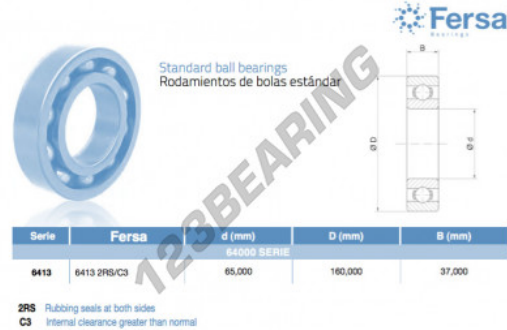 Fersa
Bearings
Standard ball bearings
Rodamientos de bolas estándar
B
Ø D
Ø d
123BEARING
Serie Fersa d (mm) D (mm) B (mm)
64000 SERIE
6413 6413 2RS/C3 65,000 160,000 37,000
2RS Rubbing seals at both sides
C3 Internal clearance greater than normal